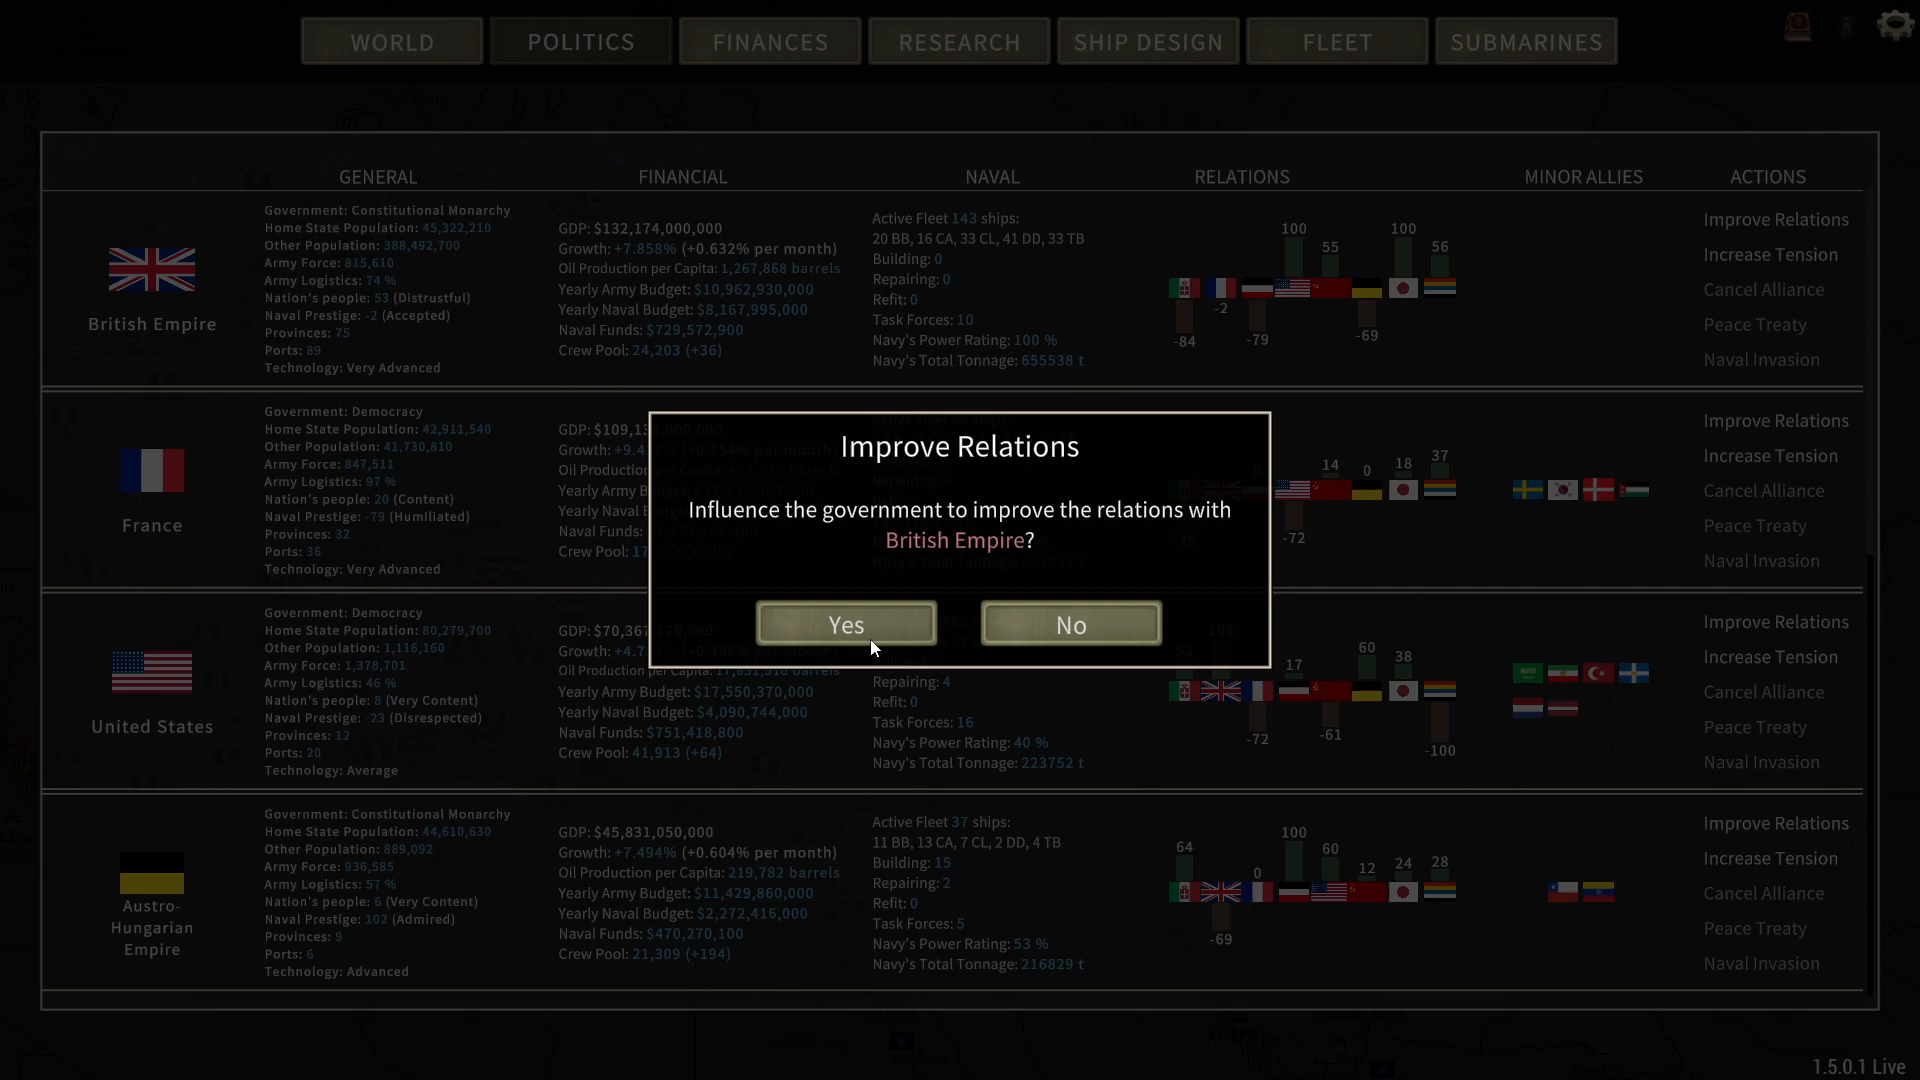 WORLD
POLITICS
FINANCES
RESEARCH
SHIP DESIGN
FLEET
SUBMARINES
GENERAL
FINANCIAL
NAVAL
RELATIONS
MINOR ALLIES
ACTIONS
British Empire
Government: Constitutional Monarchy
Home State Population: 45,322,210
Other Population: 388,492,700
Army Force: 815,610
Army Logistics: 74 %
Nation's people: 53 (Distrustful)
Naval Prestige: -2 (Accepted)
Provinces: 75
Ports: 89
Technology: Very Advanced
GDP: $132,174,000,000
Growth: +7.858% (+0.632% per month)
Oil Production per Capita: 1,267,868 barrels
Yearly Army Budget: $10,962,930,000
Yearly Naval Budget: $8,167,995,000
Naval Funds: $729,572,900
Crew Pool: 24,203 (+36)
Active Fleet 143 ships:
20 BB, 16 CA, 33 CL, 41 DD, 33 TB
Building: 0
Repairing: 0
Refit: 0
Task Forces: 10
Navy's Power Rating: 100 %
Navy's Total Tonnage: 655538 t
100
55
100
56
-2
-84
-79
-69
Improve Relations
Increase Tension
Cancel Alliance
Peace Treaty
Naval Invasion
France
Government: Democracy
Home State Population: 42,911,540
Other Population: 41,730,810
Army Force: 847,511
Army Logistics: 97 %
Nation's people: 20 (Content)
Naval Prestige: -79 (Humiliated)
Provinces: 32
Ports: 36
Technology: Very Advanced
GDP: $109,13
Growth: +9.4
Oil Production
Yearly Army B
Yearly Naval B
Naval Funds:
Crew Pool: 17
14
0
18
37
-72
Improve Relations
Increase Tension
Cancel Alliance
Peace Treaty
Naval Invasion
Improve Relations
Influence the government to improve the relations with
British Empire?
Yes
No
United States
Government: Democracy
Home State Population: 80,279,700
Other Population: 1,116,160
Army Force: 1,378,701
Army Logistics: 46 %
Nation's people: 8 (Very Content)
Naval Prestige: -23 (Disrespected)
Provinces: 12
Ports: 20
Technology: Average
GDP: $70,367
Growth: +4.7
Yearly Army Budget: $17,550,370,000
Yearly Naval Budget: $4,090,744,000
Naval Funds: $751,418,800
Crew Pool: 41,913 (+64)
Repairing: 4
Refit: 0
Task Forces: 16
Navy's Power Rating: 40 %
Navy's Total Tonnage: 223752 t
17
60
38
-72
-61
-100
Improve Relations
Increase Tension
Cancel Alliance
Peace Treaty
Naval Invasion
Austro-
Hungarian
Empire
Government: Constitutional Monarchy
Home State Population: 44,610,630
Other Population: 889,092
Army Force: 936,585
Army Logistics: 57 %
Nation's people: 6 (Very Content)
Naval Prestige: 102 (Admired)
Provinces: 9
Ports: 6
Technology: Advanced
GDP: $45,831,050,000
Growth: +7.494% (+0.604% per month)
Oil Production per Capita: 219,782 barrels
Yearly Army Budget: $11,429,860,000
Yearly Naval Budget: $2,272,416,000
Naval Funds: $470,270,100
Crew Pool: 21,309 (+194)
Active Fleet 37 ships:
11 BB, 13 CA, 7 CL, 2 DD, 4 TB
Building: 15
Repairing: 2
Refit: 0
Task Forces: 5
Navy's Power Rating: 53 %
Navy's Total Tonnage: 216829 t
64
0
100
60
12
24
28
-69
Improve Relations
Increase Tension
Cancel Alliance
Peace Treaty
Naval Invasion
1.5.0.1 Live